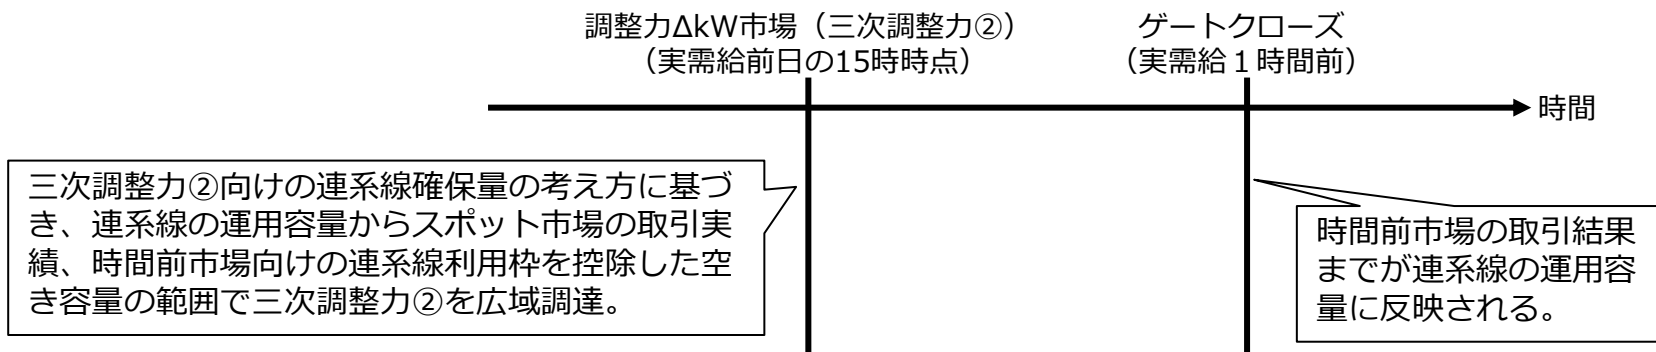 調整力ΔkW市場（三次調整力②）
（実需給前日の15時時点）
ゲートクローズ
（実需給１時間前）
時間
三次調整力②向けの連系線確保量の考え方に基づ
き、連系線の運用容量からスポット市場の取引実
績、時間前市場向けの連系線利用枠を控除した空
き容量の範囲で三次調整力②を広域調達。
時間前市場の取引結果
までが連系線の運用容
量に反映される。